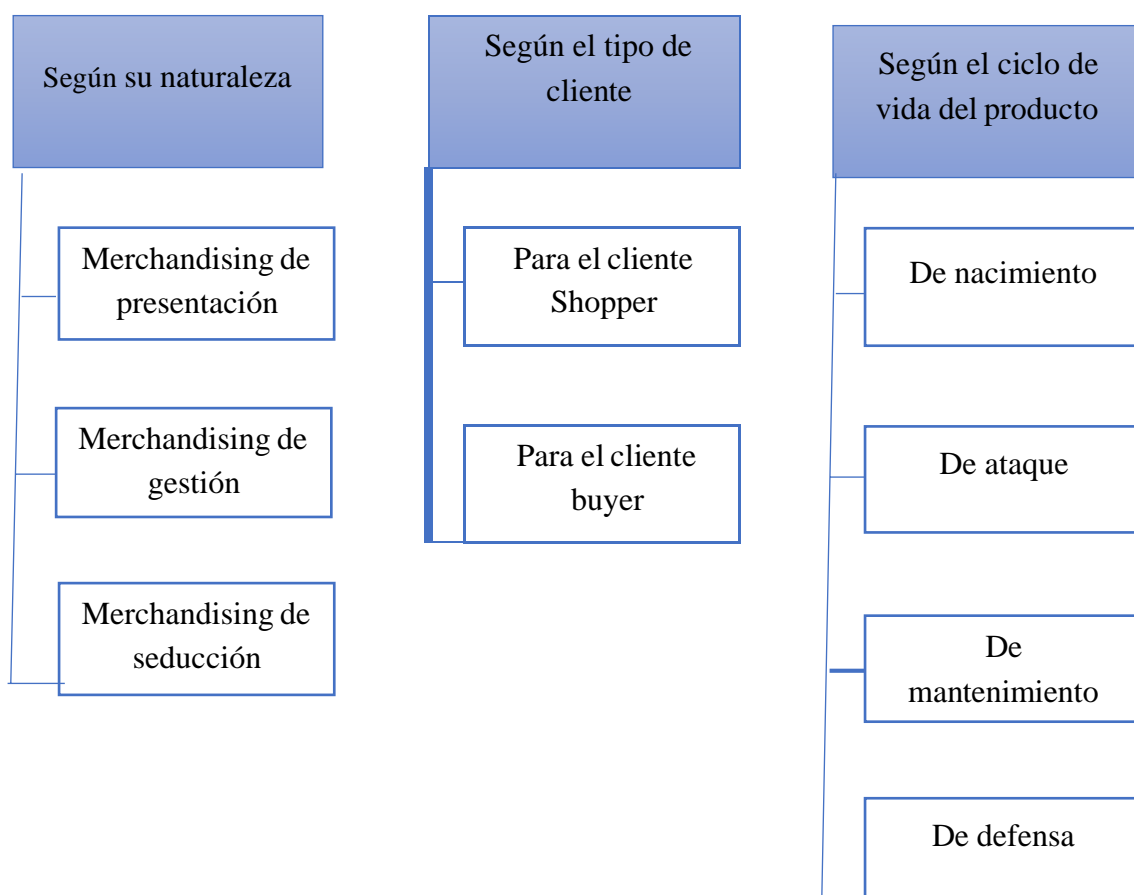 Según su naturaleza
Merchandising de
presentación
Merchandising de
gestión
Merchandising de
seducción
Según el tipo de
cliente
Para el cliente
Shopper
Para el cliente
buyer
Según el ciclo de
vida del producto
De nacimiento
De ataque
De
mantenimiento
De defensa